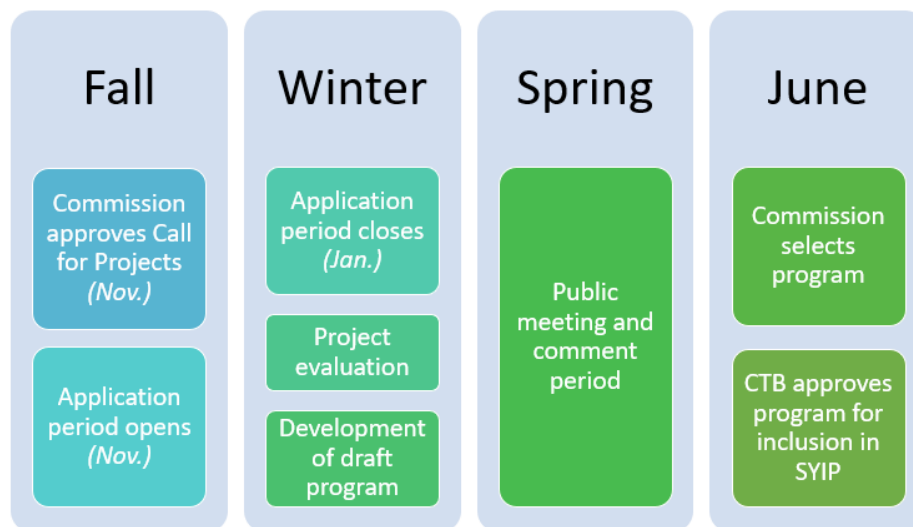 Fall
Commission
approves Call
for Projects
(Nov.)
Application
period opens
(Nov.)
Winter
Application
period closes
(Jan.)
Project
evaluation
Development
of draft
program
Spring
Public
meeting and
comment
period
June
Commission
selects
program
CTB approves
program for
inclusion in
SYIP